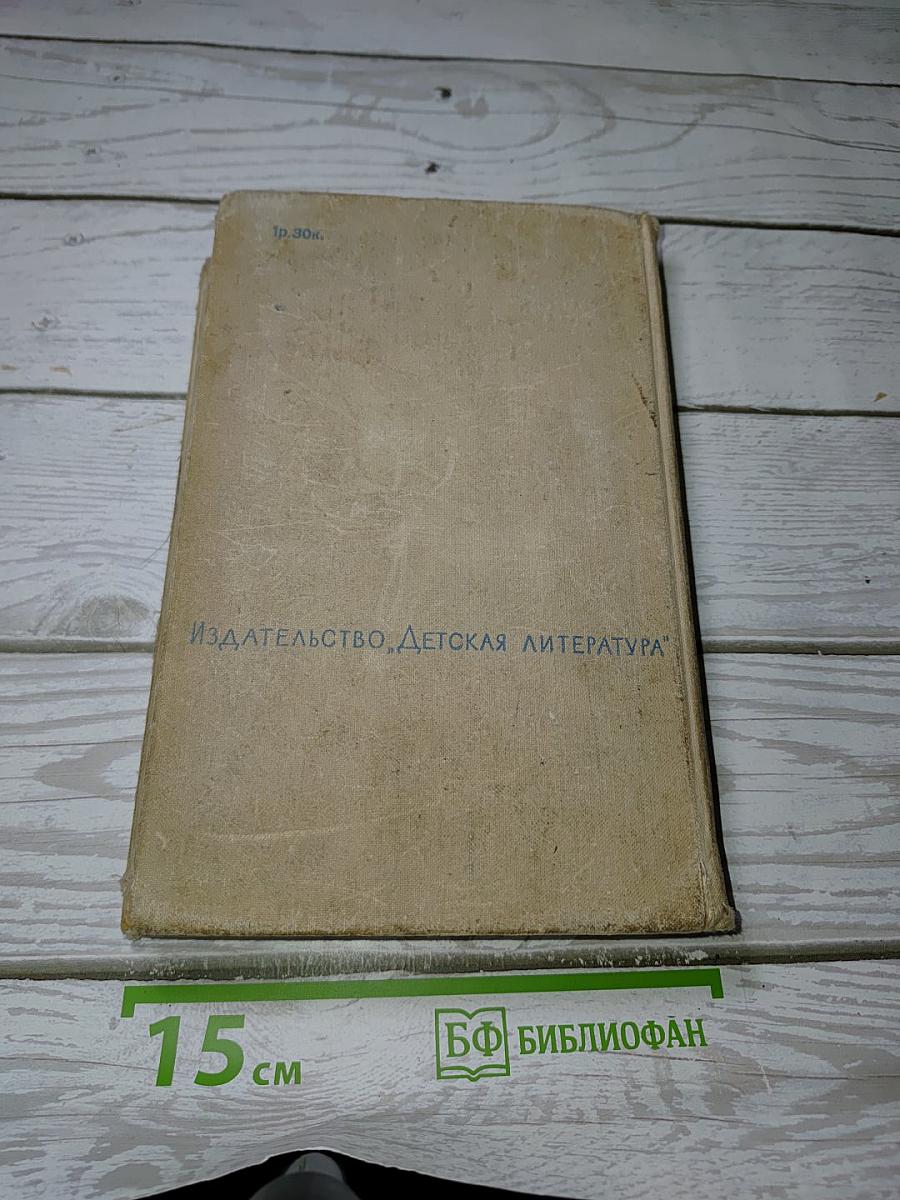 1р.30к.
Издательство „Детская литература"
15 см
БФ БИБЛИОФАН